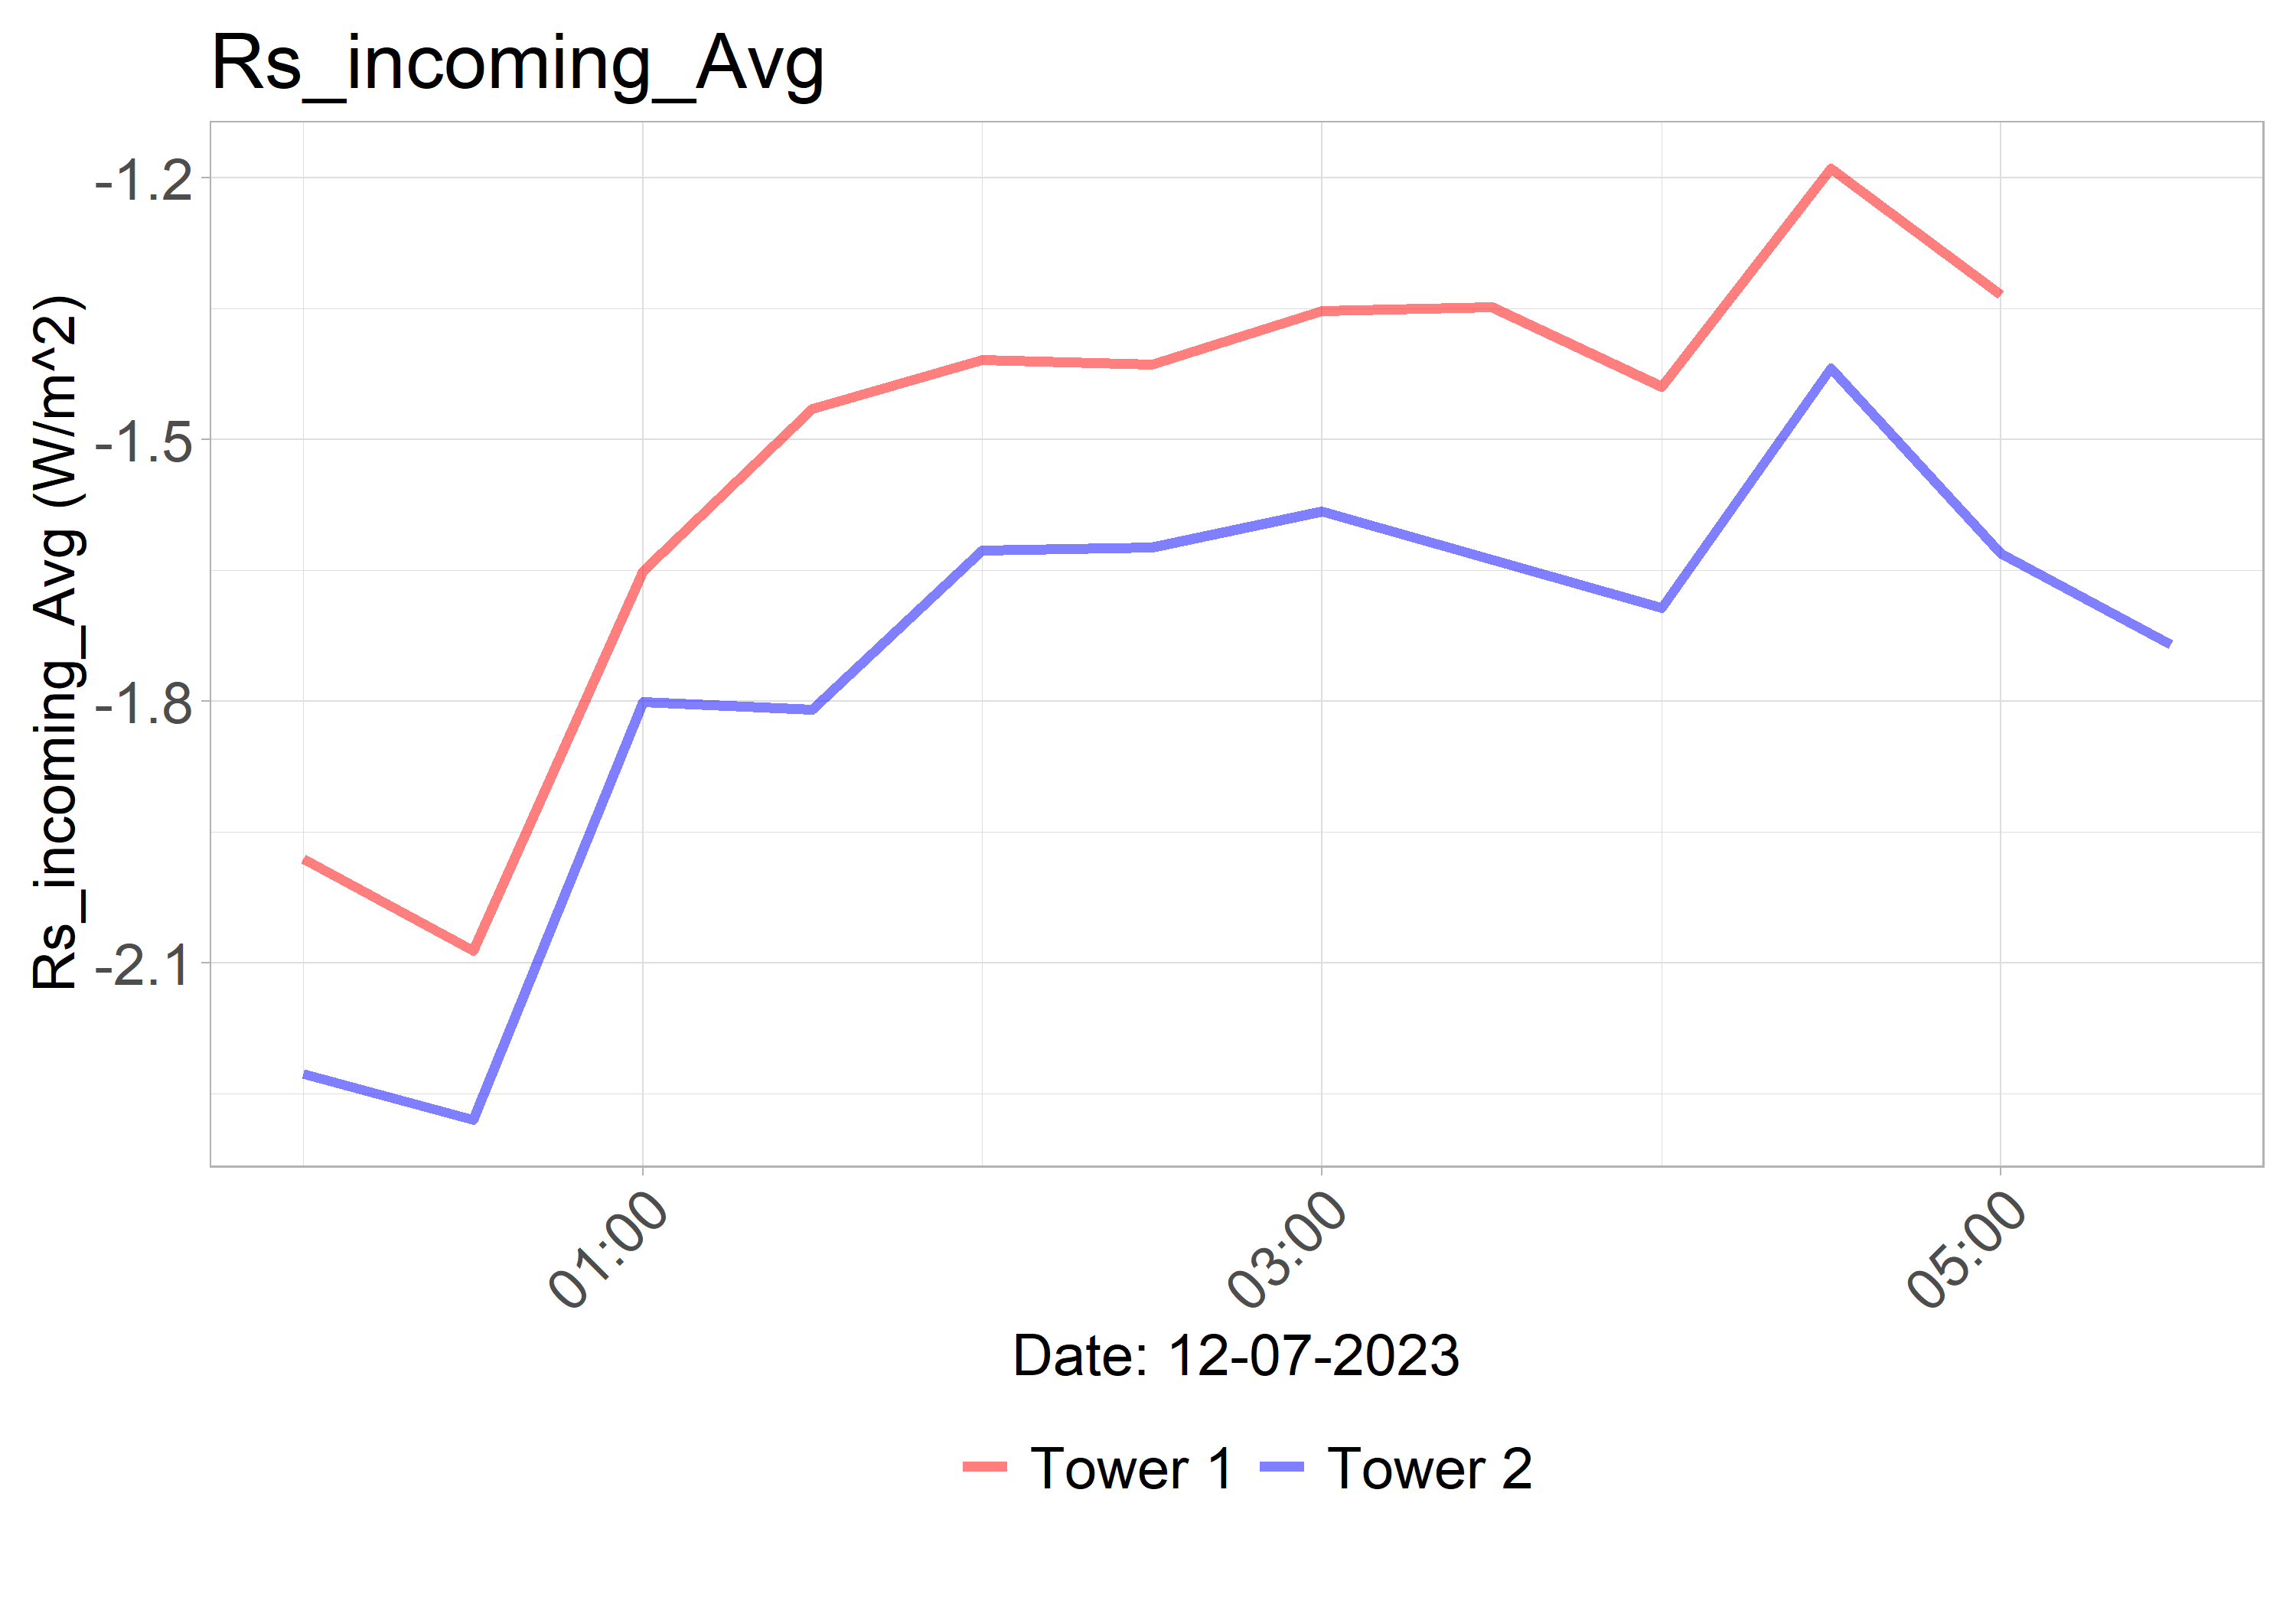 Rs_incoming_Avg
Rs_incoming_Avg (W/m^2)
-1.2
-1.5
-1.8
-2.1
01:00
03:00
05:00
Date: 12-07-2023
Tower 1
Tower 2